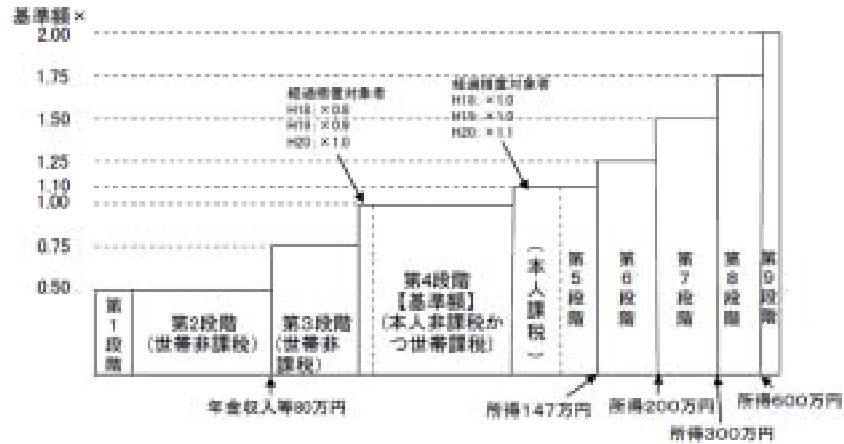 基準額×
2.00
1.75
1.50
1.25
1.10
1.00
0.75
0.50
経過措置対象者
H18: ×0.8
H19: ×0.9
H20: ×1.0
経過措置対象者
H18: ×1.0
H19: ×1.0
H20: ×1.1
第1段階
第2段階
(世帯非課税)
第3段階
(世帯非
課税)
第4段階
【基準額】
(本人非課税か
つ世帯課税)
(本人課税)
第5段階
第6段階
第7段階
第8段階
第9段階
年金収入等80万円
所得147万円
所得200万円
所得300万円
所得600万円